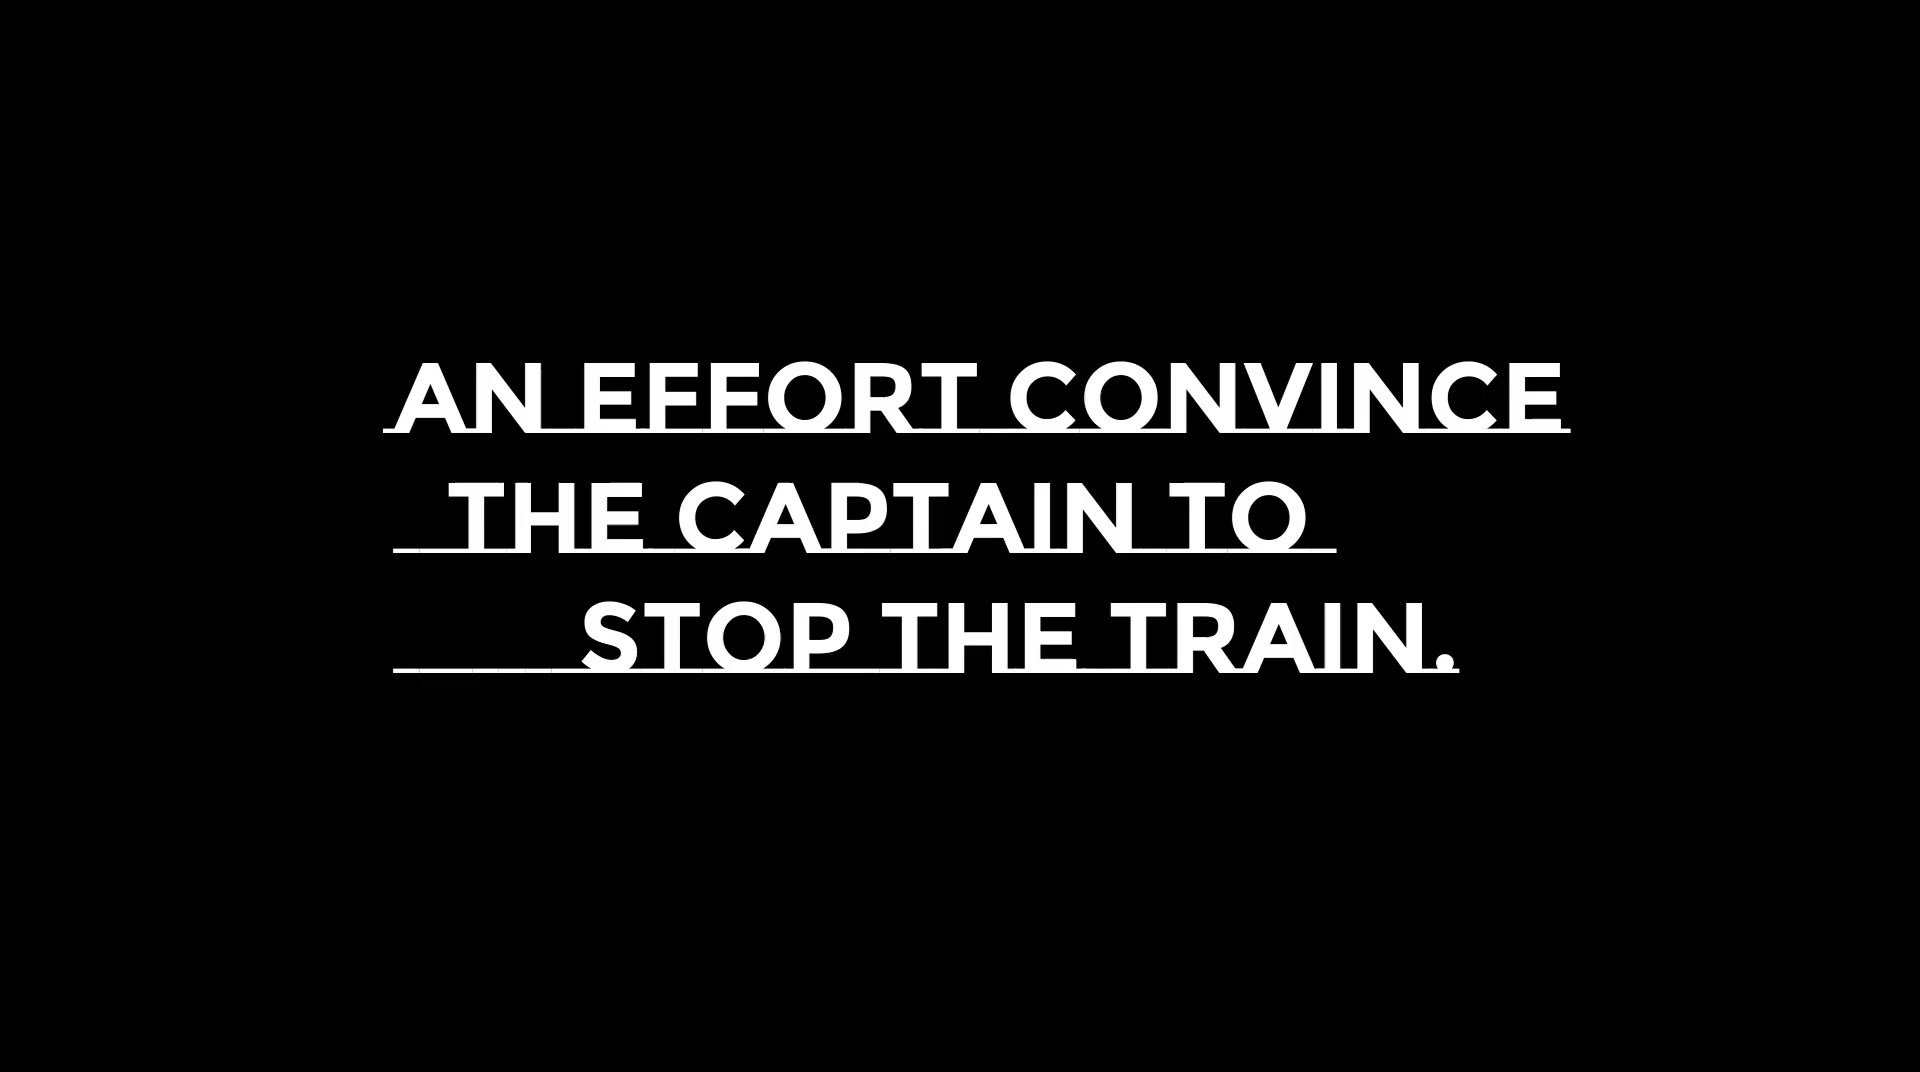 AN EFFORT CONVINCE
THE CAPTAIN TO
STOP THE TRAIN.